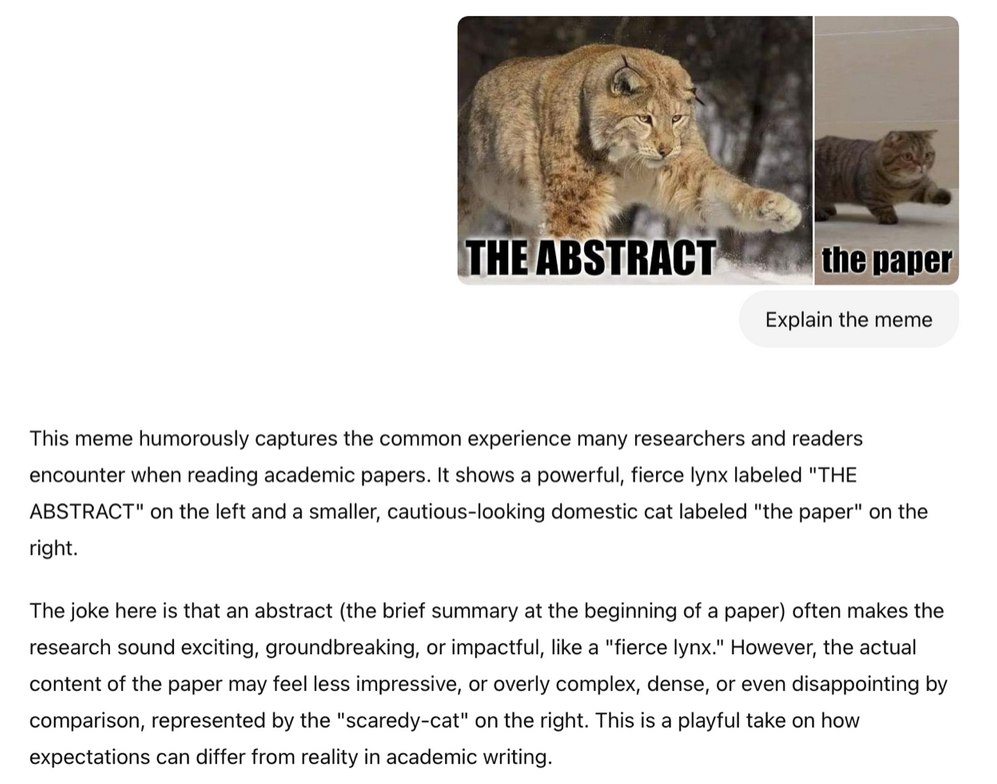 THE ABSTRACT
the paper
Explain the meme
This meme humorously captures the common experience many researchers and readers
encounter when reading academic papers. It shows a powerful, fierce lynx labeled "THE
ABSTRACT" on the left and a smaller, cautious-looking domestic cat labeled "the paper" on the
right.
The joke here is that an abstract (the brief summary at the beginning of a paper) often makes the
research sound exciting, groundbreaking, or impactful, like a "fierce lynx." However, the actual
content of the paper may feel less impressive, or overly complex, dense, or even disappointing by
comparison, represented by the "scaredy-cat" on the right. This is a playful take on how
expectations can differ from reality in academic writing.